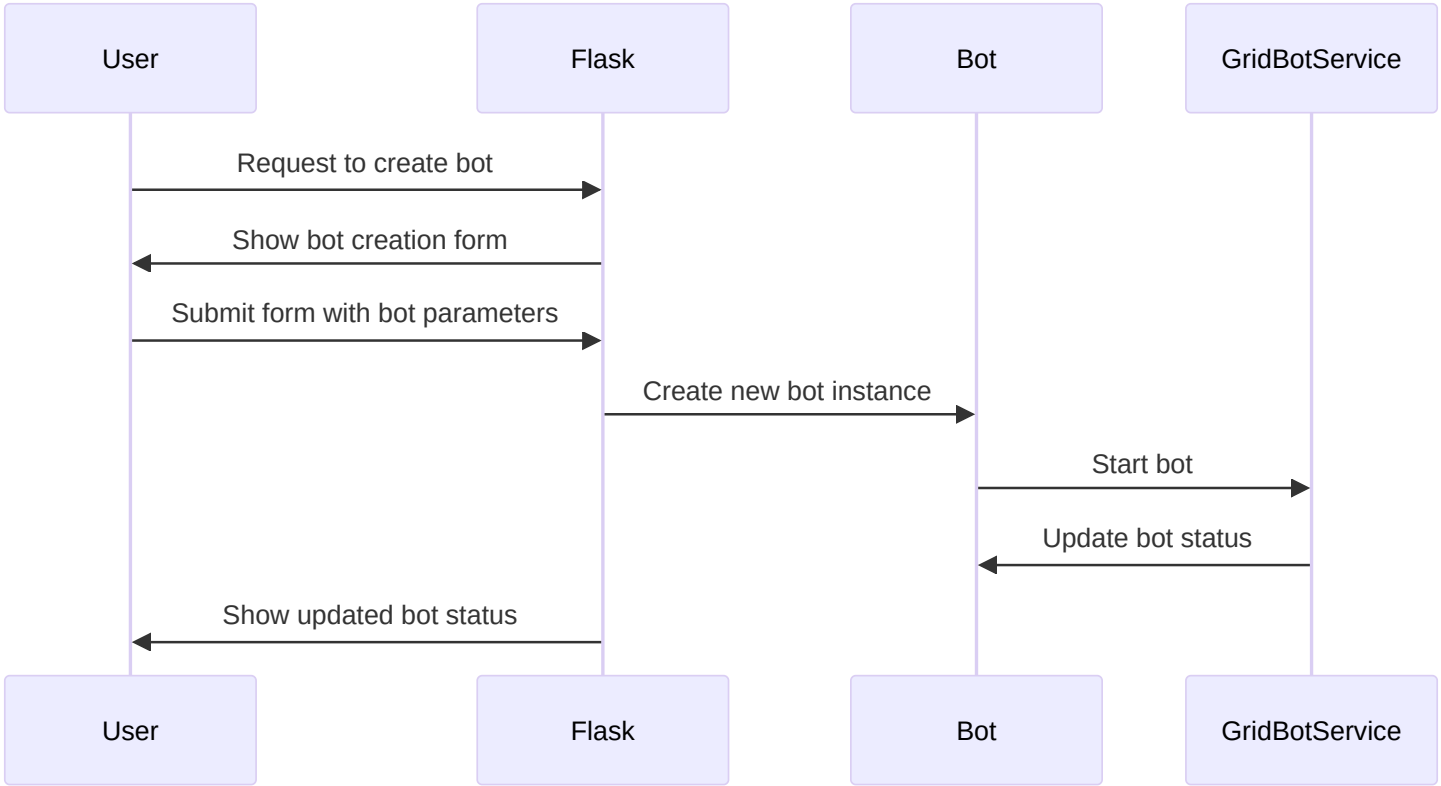 User
Flask
Bot
GridBotService
Request to create bot
Show bot creation form
Submit form with bot parameters
Create new bot instance
Start bot
Update bot status
Show updated bot status
User
Flask
Bot
GridBotService